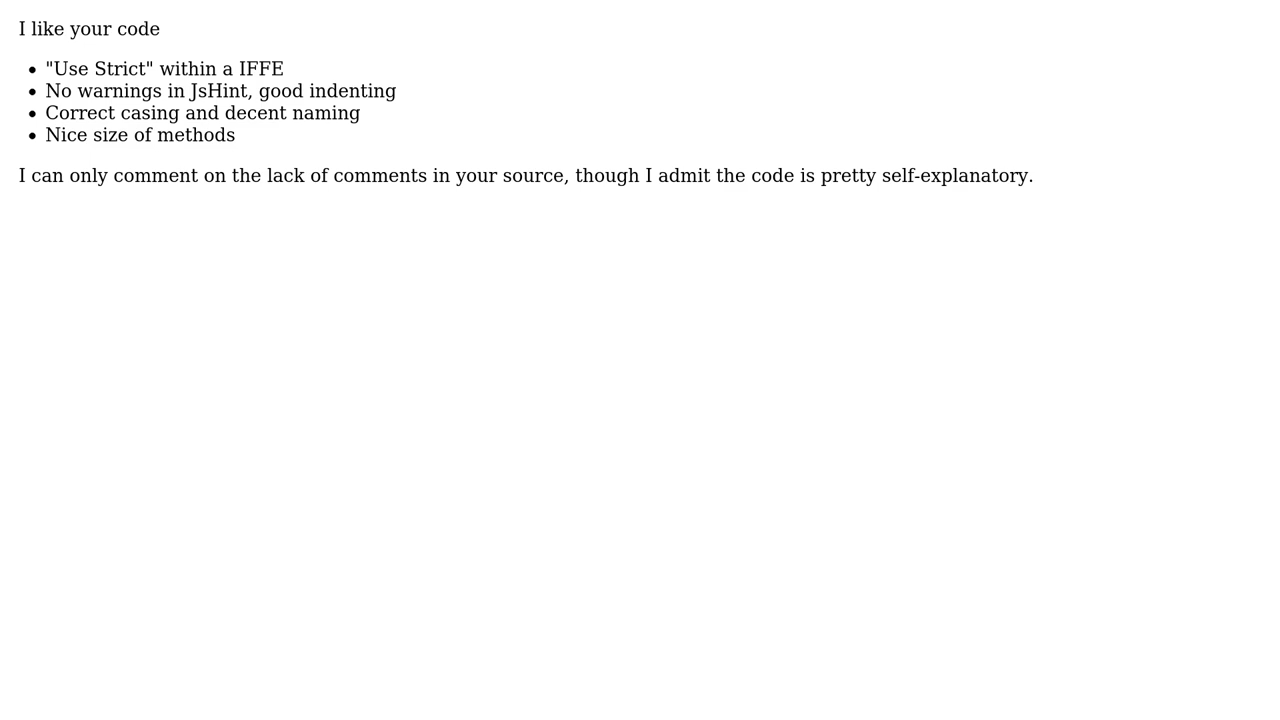 I like your code
"Use Strict" within a IFFE
No warnings in JsHint, good indenting
Correct casing and decent naming
Nice size of methods
I can only comment on the lack of comments in your source, though I admit the code is pretty self-explanatory.